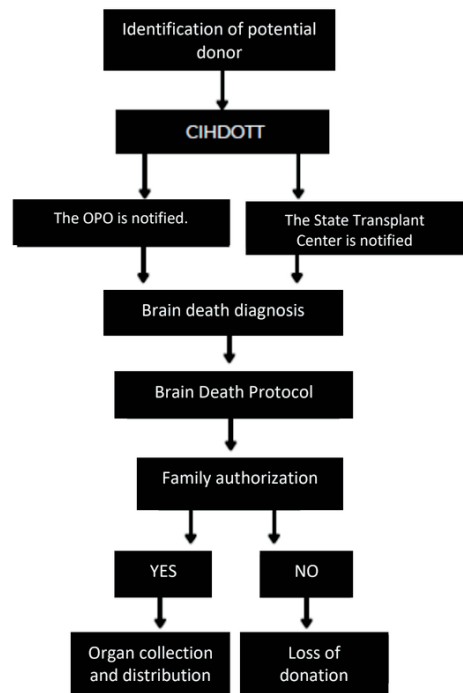 Identification of potential
donor
CIHDOTT
The OPO is notified.
The State Transplant
Center is notified
Brain death diagnosis
Brain Death Protocol
Family authorization
YES
NO
Organ collection
and distribution
Loss of
donation